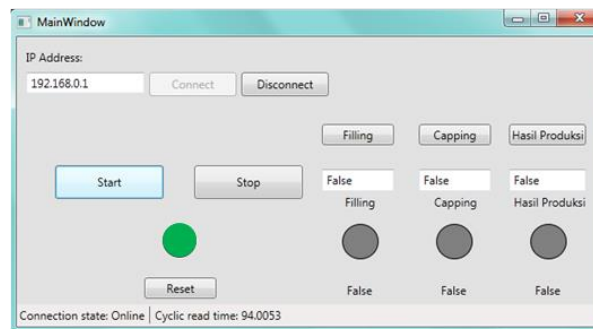 MainWindow
IP Address:
192.168.0.1 Connect Disconnect
Filling Capping Hasil Produksi
Start Stop False False False
Filling Capping Hasil Produksi
Reset False False False
Connection state: Online Cyclic read time: 94.0053